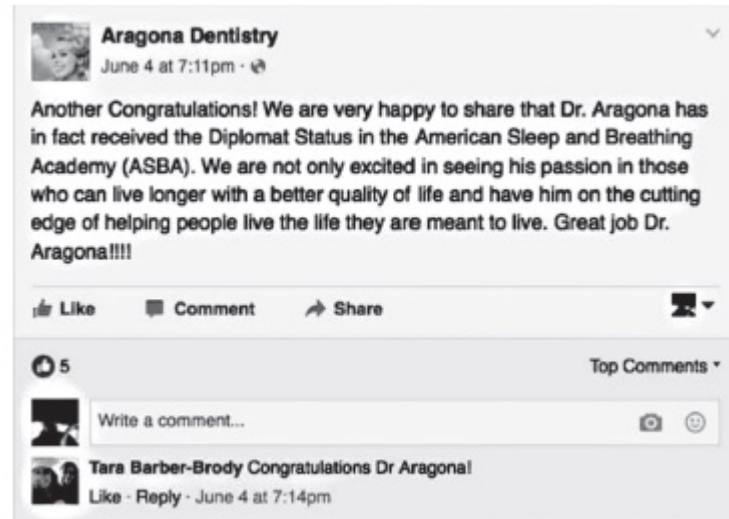 Aragona Dentistry
June 4 at 7:11pm ·
Another Congratulations! We are very happy to share that Dr. Aragona has
in fact received the Diplomat Status in the American Sleep and Breathing
Academy (ASBA). We are not only excited in seeing his passion in those
who can live longer with a better quality of life and have him on the cutting
edge of helping people live the life they are meant to live. Great job Dr.
Aragona!!!!
Like Comment Share
5 Top Comments
Write a comment...
Tara Barber-Brody Congratulations Dr Aragona!
Like · Reply · June 4 at 7:14pm